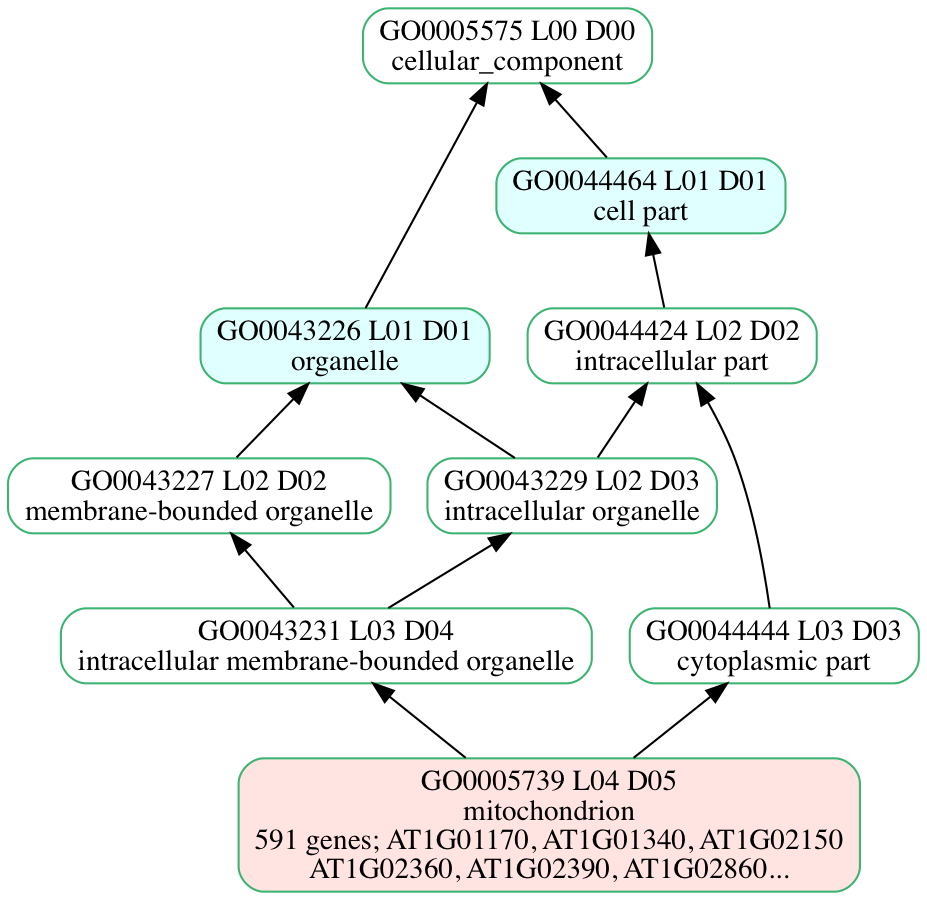 GO0005575 L00 D00
cellular_component
GO0044464 L01 D01
cell part
GO0043226 L01 D01
organelle
GO0044424 L02 D02
intracellular part
GO0043227 L02 D02
membrane-bounded organelle
GO0043229 L02 D03
intracellular organelle
GO0043231 L03 D04
intracellular membrane-bounded organelle
GO0044444 L03 D03
cytoplasmic part
GO0005739 L04 D05
mitochondrion
591 genes; AT1G01170, AT1G01340, AT1G02150
AT1G02360, AT1G02390, AT1G02860...